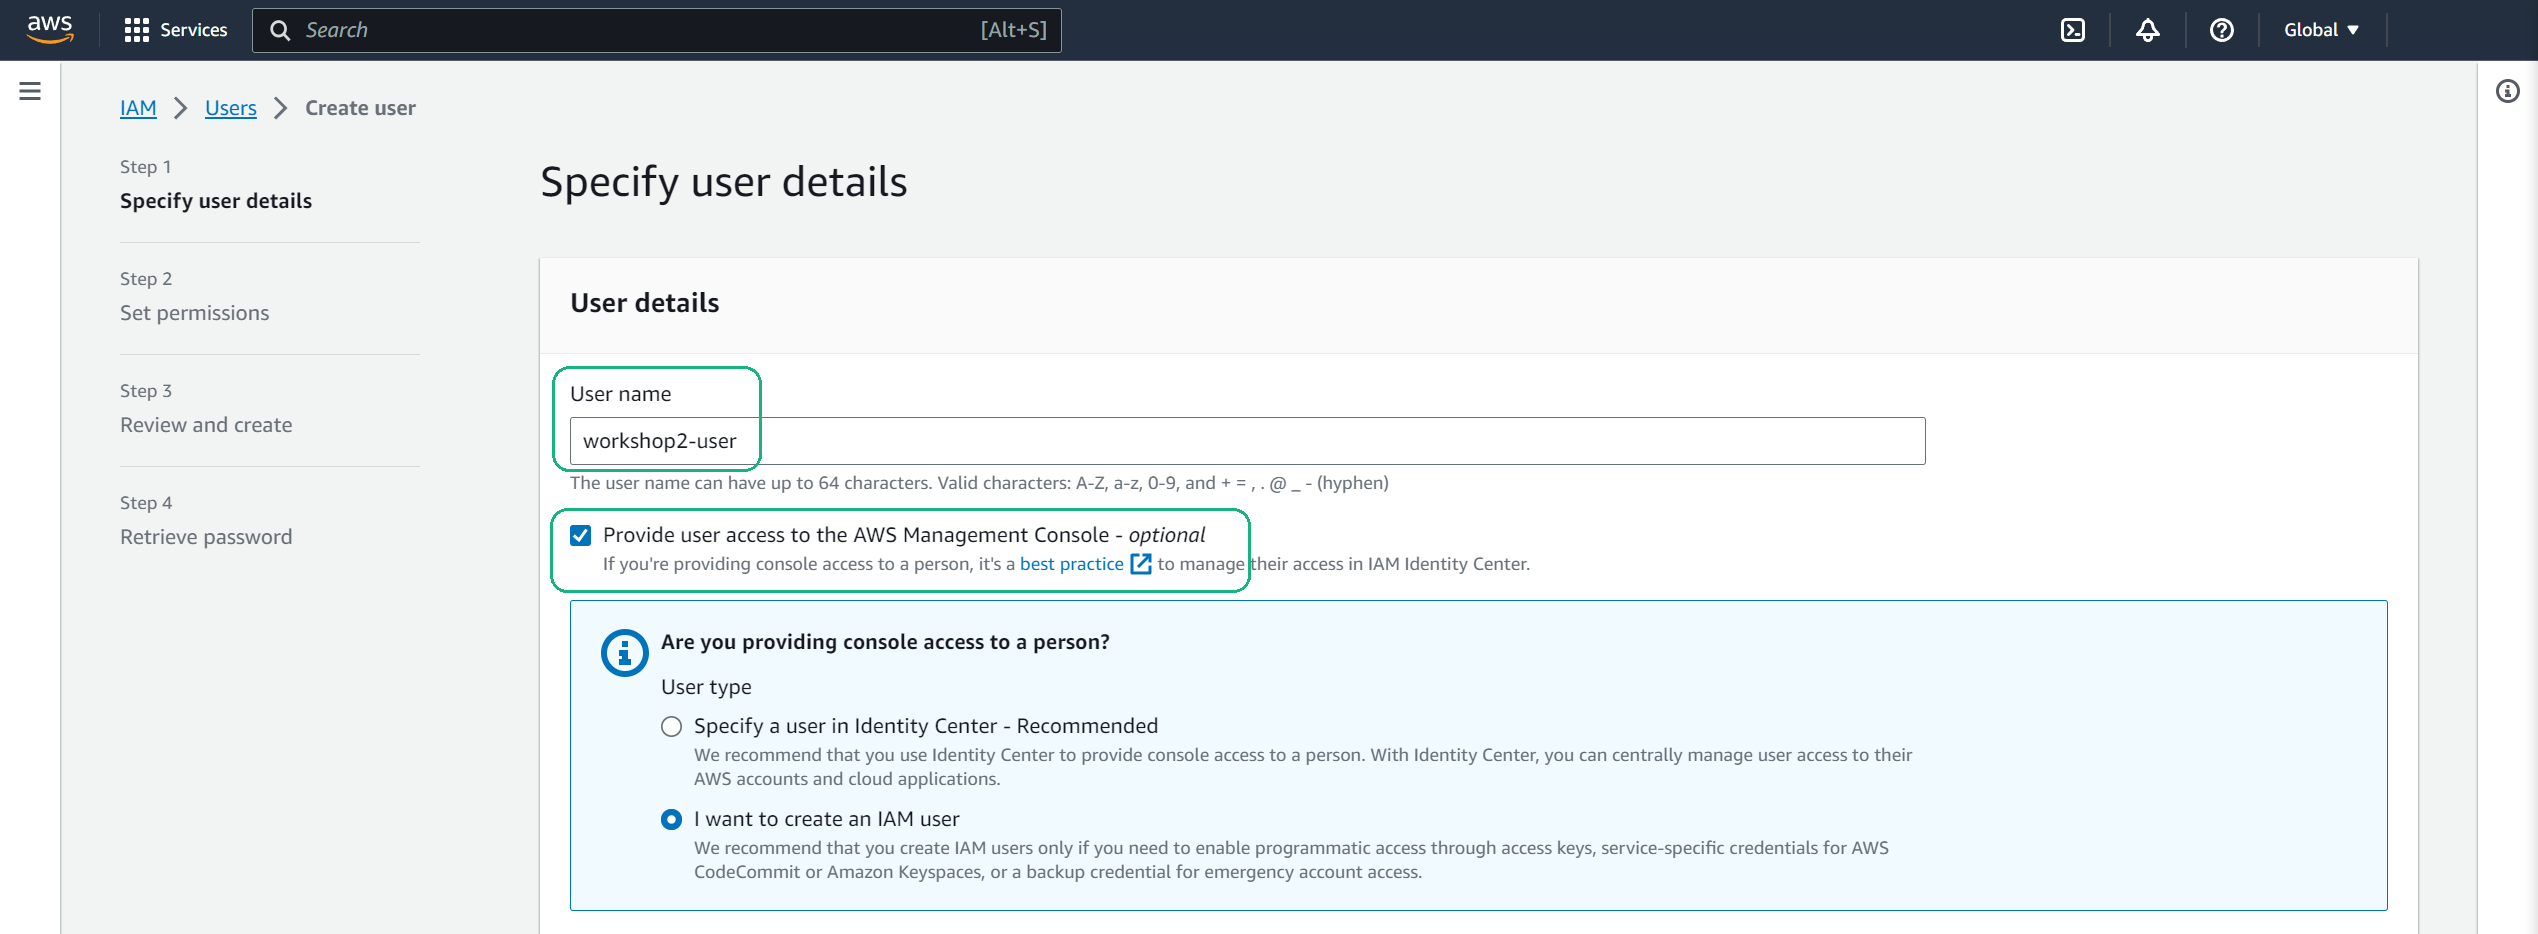 aws
Services
Search
[Alt+S]
Global
IAM
Users
Create user
Step 1
Specify user details
Step 2
Set permissions
Step 3
Review and create
Step 4
Retrieve password
Specify user details
User details
User name
workshop2-user
The user name can have up to 64 characters. Valid characters: A-Z, a-z, 0-9, and + = , . @ _ - (hyphen)
Provide user access to the AWS Management Console - optional
If you're providing console access to a person, it's a best practice to manage their access in IAM Identity Center.
Are you providing console access to a person?
User type
Specify a user in Identity Center - Recommended
We recommend that you use Identity Center to provide console access to a person. With Identity Center, you can centrally manage user access to their
AWS accounts and cloud applications.
I want to create an IAM user
We recommend that you create IAM users only if you need to enable programmatic access through access keys, service-specific credentials for AWS
CodeCommit or Amazon Keyspaces, or a backup credential for emergency account access.